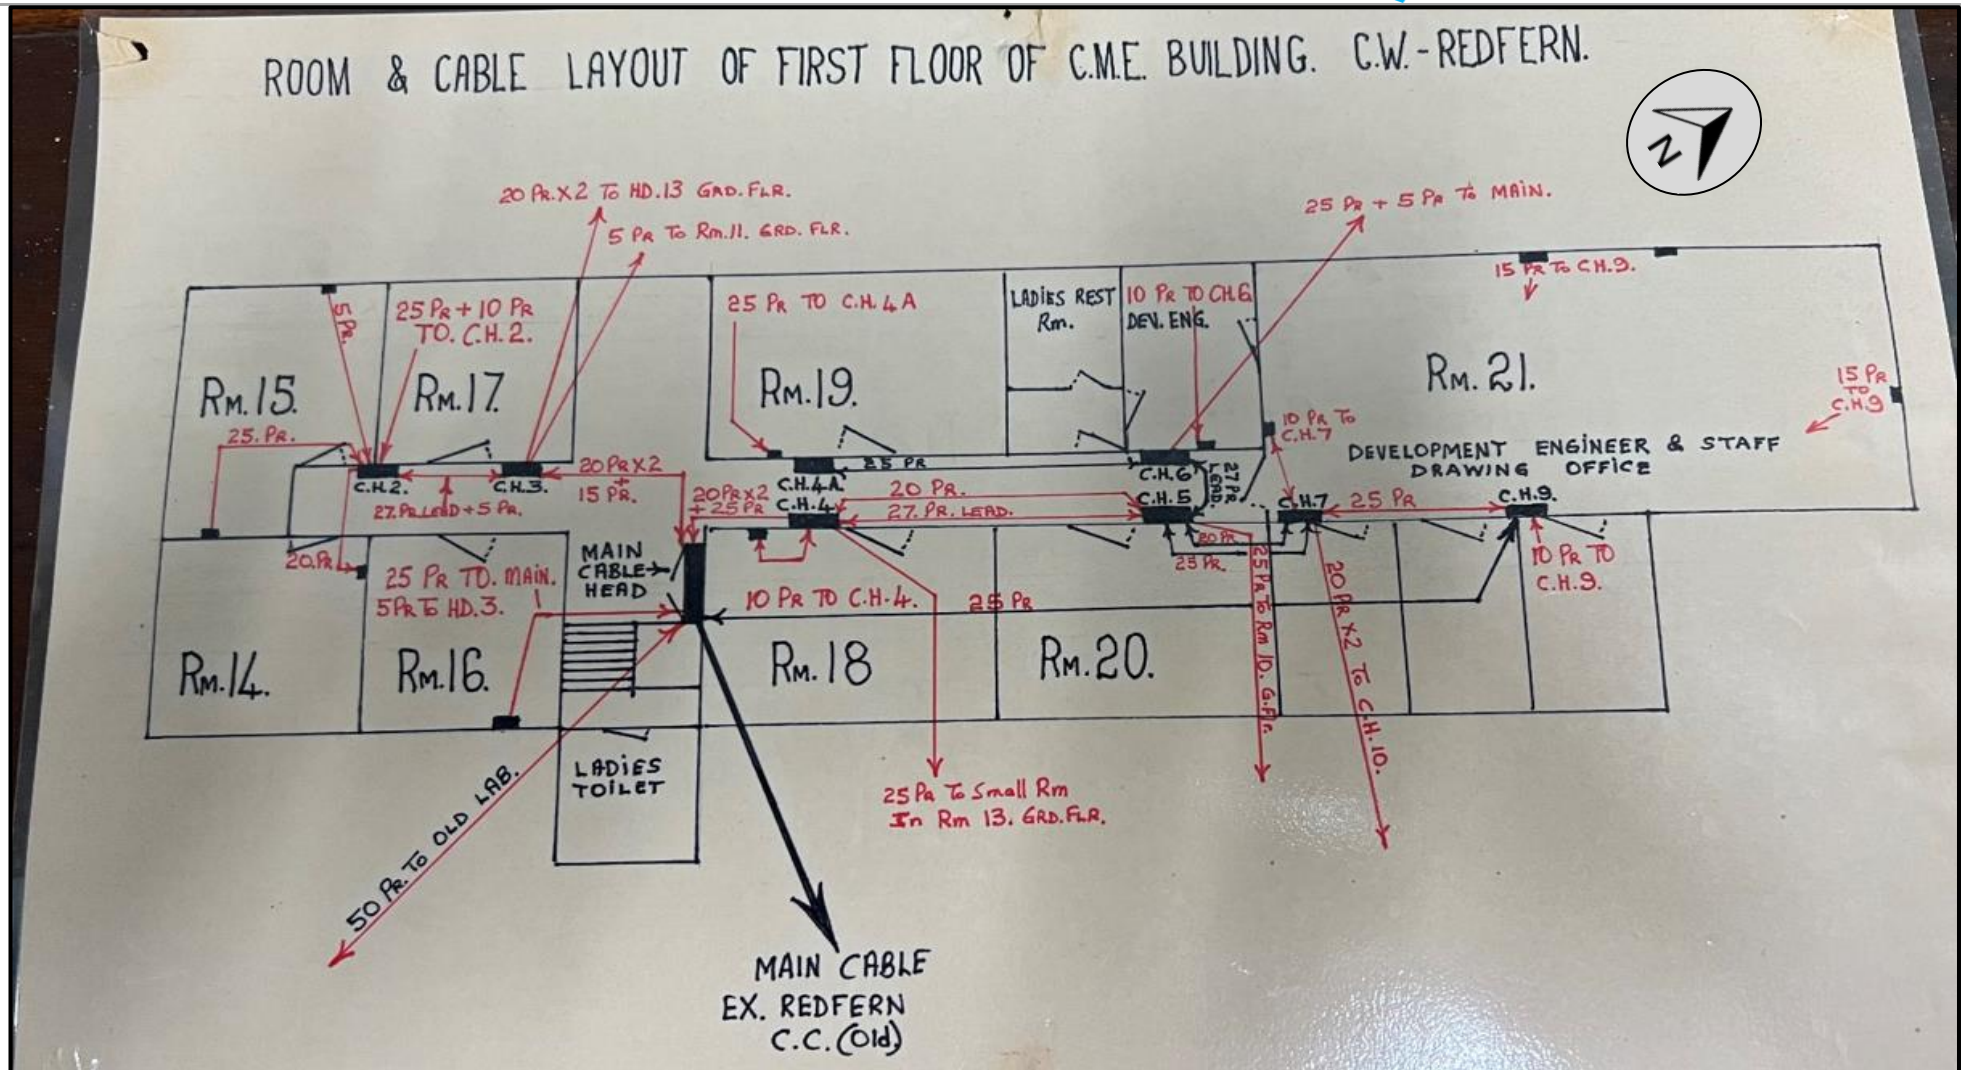 ROOM & CABLE LAYOUT OF FIRST FLOOR OF C.M.E. BUILDING. C.W.-REDFERN.
N
20 PR.X2 TO HD.13 GRD.FLR.
5 PR TO Rm.11. GRD. FLR.
25 PR + 5 PR TO MAIN.
15 PR TO C.H.9.
5 PR.
25 PR + 10 PR
TO. C.H.2.
25 PR TO C.H.4A
LADIES REST
Rm.
10 PR TO CH.6
DEV. ENG.
RM.15.
RM.17.
RM.19.
RM.21.
15 PR
TO
C.H.9
25. PR.
10 PR TO
C.H.7
DEVELOPMENT ENGINEER & STAFF
DRAWING OFFICE
C.H.2.
C.H.3.
20 PR X2
+
15 PR.
27.PR.LEAD + 5 PR.
20PRX2
+ 25 PR
C.H.4A
C.H.4
25 PR
20 PR.
27. PR. LEAD.
C.H.6
C.H.5
27 PR.
LEAD.
C.H.7
25 PR
C.H.9.
20.PR.
MAIN
CABLE
HEAD
25 PR TO. MAIN.
5PR TO HD.3.
10 PR TO C.H-4.
25 PR
20 PR
25 PR.
25 PR TO Rm 10. G.Flr.
20 PR X2 TO C.H.10.
10 PR TO
C.H.9.
RM.14.
RM.16.
RM.18
RM.20.
LADIES
TOILET
50 PR. TO OLD LAB.
25 PR To Small Rm
In Rm 13. GRD.FLR.
MAIN CABLE
EX. REDFERN
C.C.(Old)